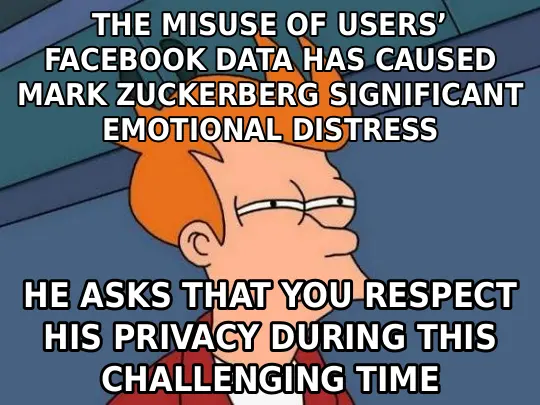 THE MISUSE OF USERS’
FACEBOOK DATA HAS CAUSED
MARK ZUCKERBERG SIGNIFICANT
EMOTIONAL DISTRESS
HE ASKS THAT YOU RESPECT
HIS PRIVACY DURING THIS
CHALLENGING TIME